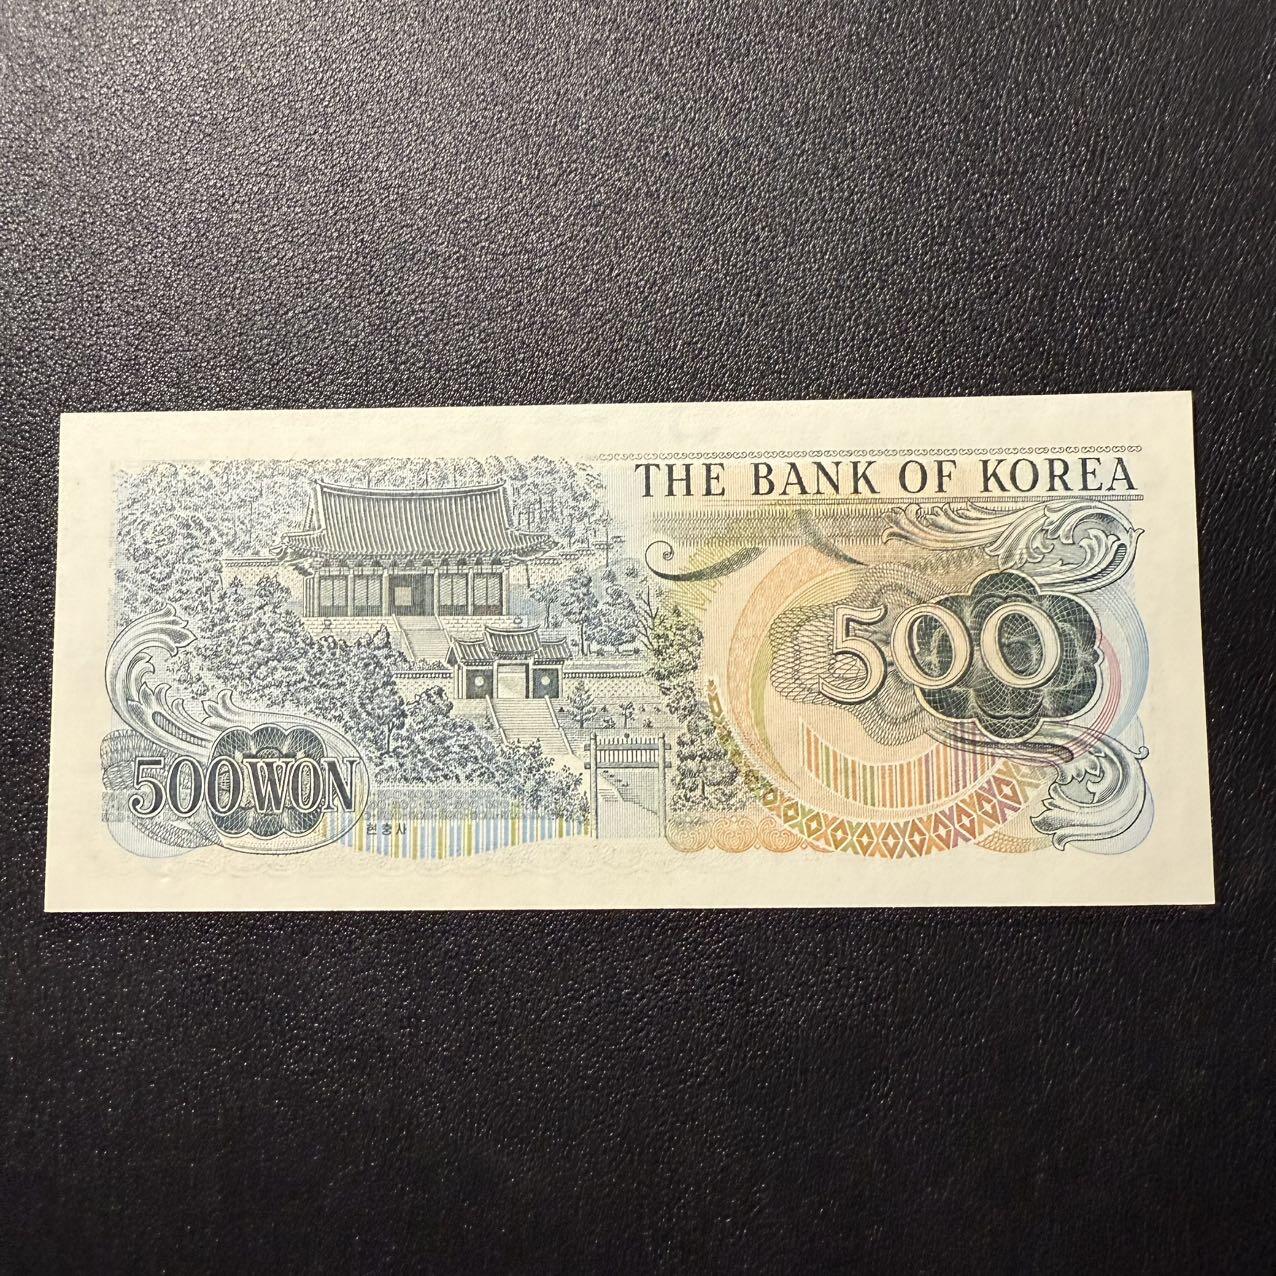 THE BANK OF KOREA
500
500 WON
현충사